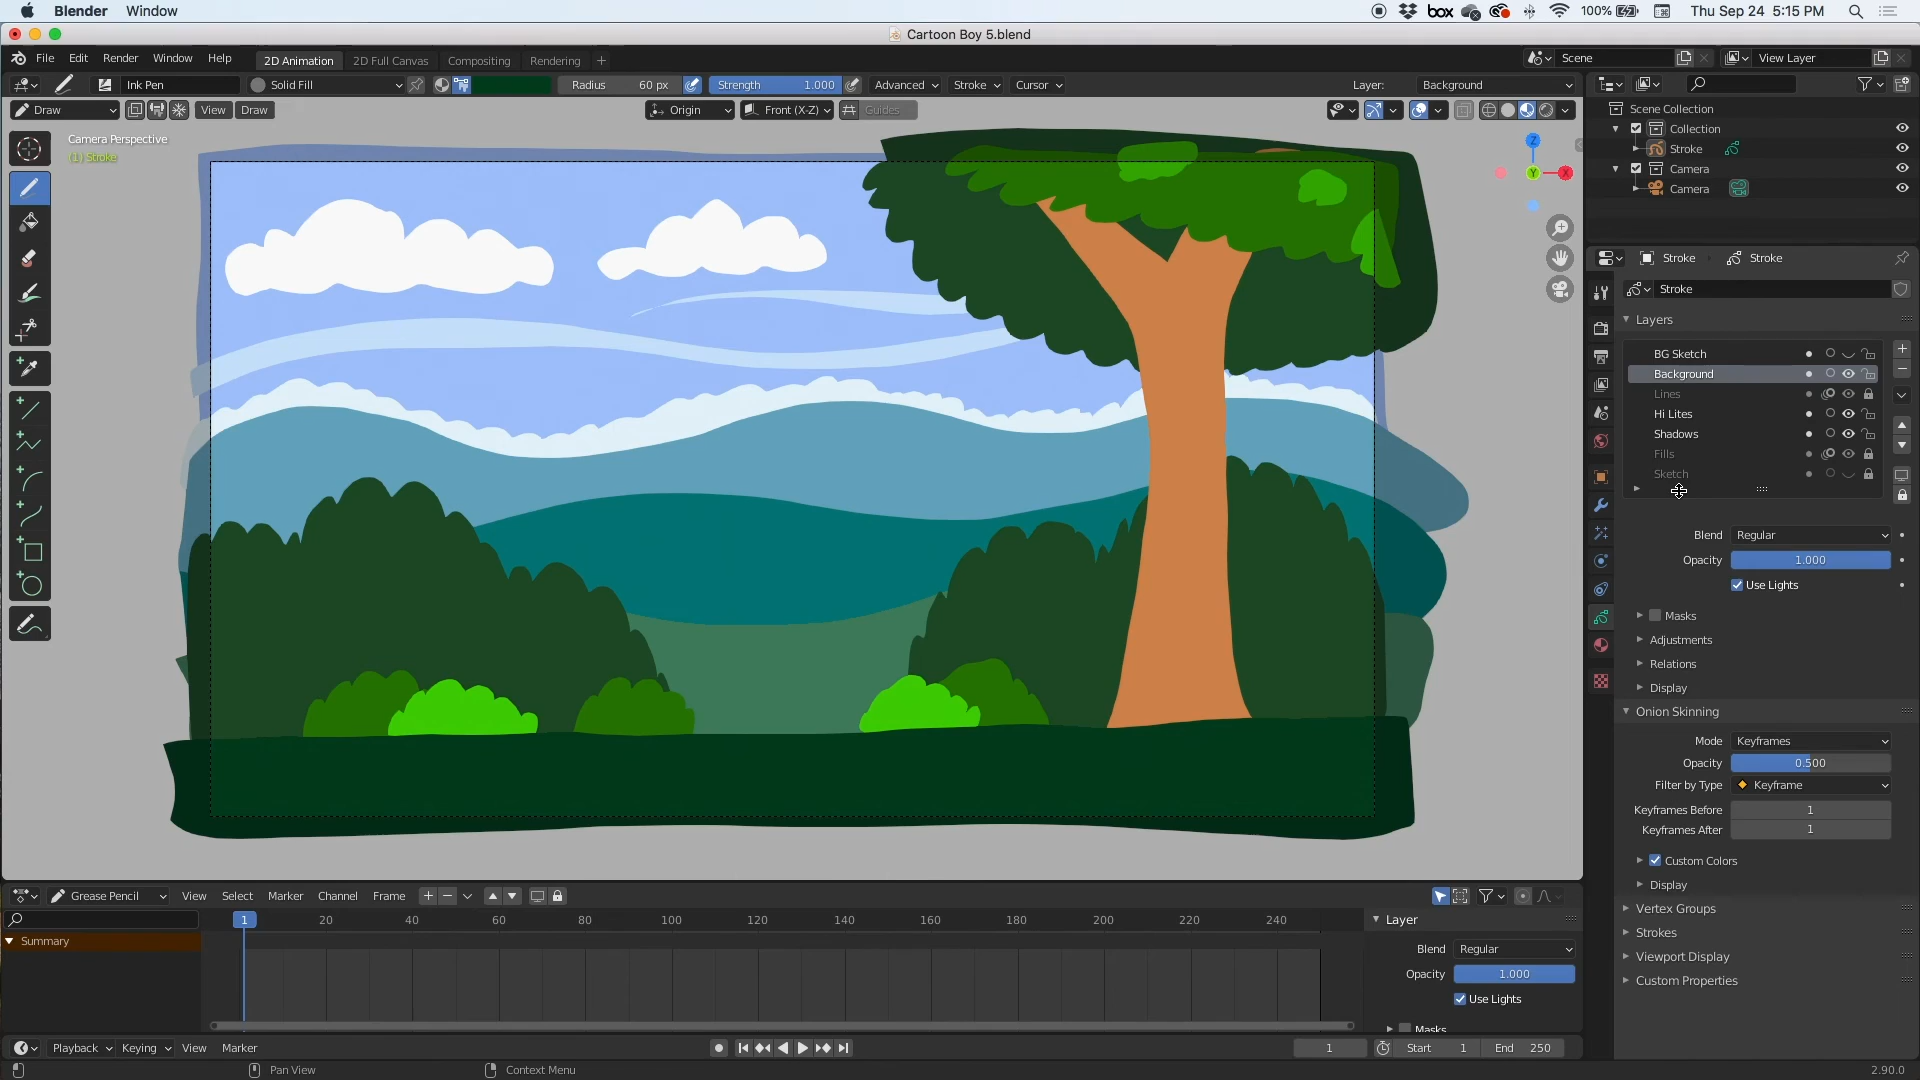 Blender Window box 100% Thu Sep 24 5:15 PM
Cartoon Boy 5.blend
File Edit Render Window Help 2D Animation 2D Full Canvas Compositing Rendering + Scene View Layer
Ink Pen Solid Fill Radius 60 px Strength 1.000 Advanced Stroke Cursor Layer: Background
Draw View Draw Origin Front (X-Z) Guides
Camera Perspective
(1) Stroke
Z
Y
X
Scene Collection
Collection
Stroke
Camera
Camera
Stroke Stroke
Stroke
Layers
BG Sketch
Background
Lines
Hi Lites
Shadows
Fills
Sketch
Blend Regular
Opacity 1.000
Use Lights
Masks
Adjustments
Relations
Display
Onion Skinning
Mode Keyframes
Opacity 0.500
Filter by Type Keyframe
Keyframes Before 1
Keyframes After 1
Custom Colors
Display
Vertex Groups
Strokes
Viewport Display
Custom Properties
Grease Pencil View Select Marker Channel Frame
1 20 40 60 80 100 120 140 160 180 200 220 240
Summary
Layer
Blend Regular
Opacity 1.000
Use Lights
Masks
Playback Keying View Marker 1 Start 1 End 250
Pan View Context Menu 2.90.0